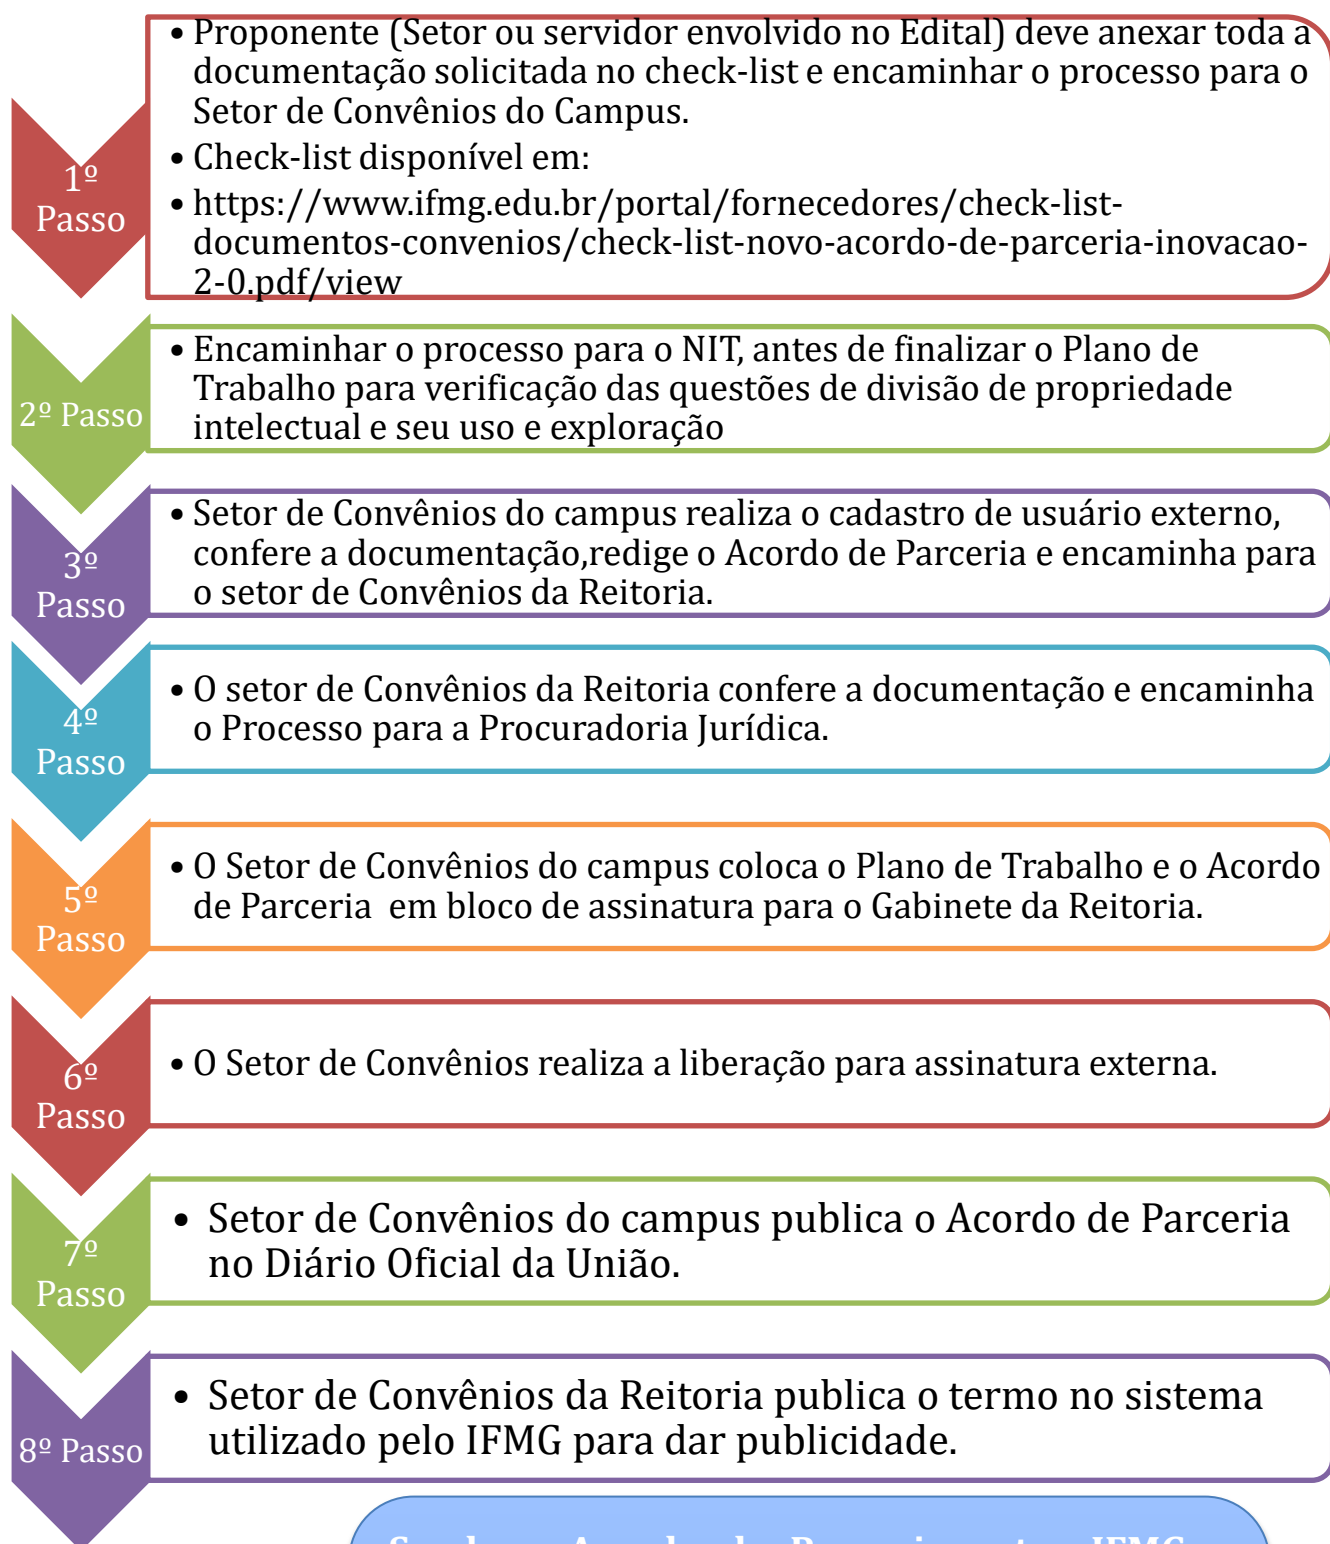 • Proponente (Setor ou servidor envolvido no Edital) deve anexar toda a
documentação solicitada no check-list e encaminhar o processo para o
Setor de Convênios do Campus.
• Check-list disponível em:
• https://www.ifmg.edu.br/portal/fornecedores/check-list-
documentos-convenios/check-list-novo-acordo-de-parceria-inovacao-
2-0.pdf/view
1º
Passo
• Encaminhar o processo para o NIT, antes de finalizar o Plano de
Trabalho para verificação das questões de divisão de propriedade
intelectual e seu uso e exploração
2º Passo
• Setor de Convênios do campus realiza o cadastro de usuário externo,
confere a documentação,redige o Acordo de Parceria e encaminha para
o setor de Convênios da Reitoria.
3º
Passo
• O setor de Convênios da Reitoria confere a documentação e encaminha
o Processo para a Procuradoria Jurídica.
4º
Passo
• O Setor de Convênios do campus coloca o Plano de Trabalho e o Acordo
de Parceria  em bloco de assinatura para o Gabinete da Reitoria.
5º
Passo
• O Setor de Convênios realiza a liberação para assinatura externa.
6º
Passo
• Setor de Convênios do campus publica o Acordo de Parceria
no Diário Oficial da União.
7º
Passo
• Setor de Convênios da Reitoria publica o termo no sistema
utilizado pelo IFMG para dar publicidade.
8º Passo